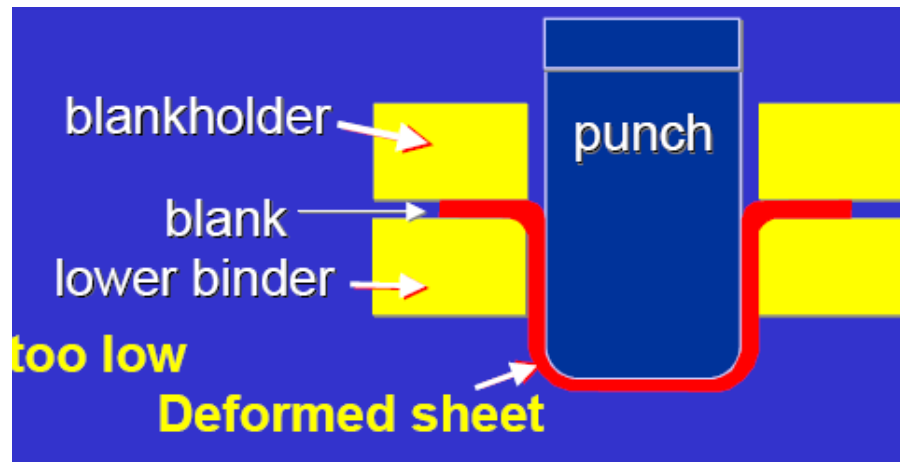 blankholder
punch
blank
lower binder
too low
Deformed sheet